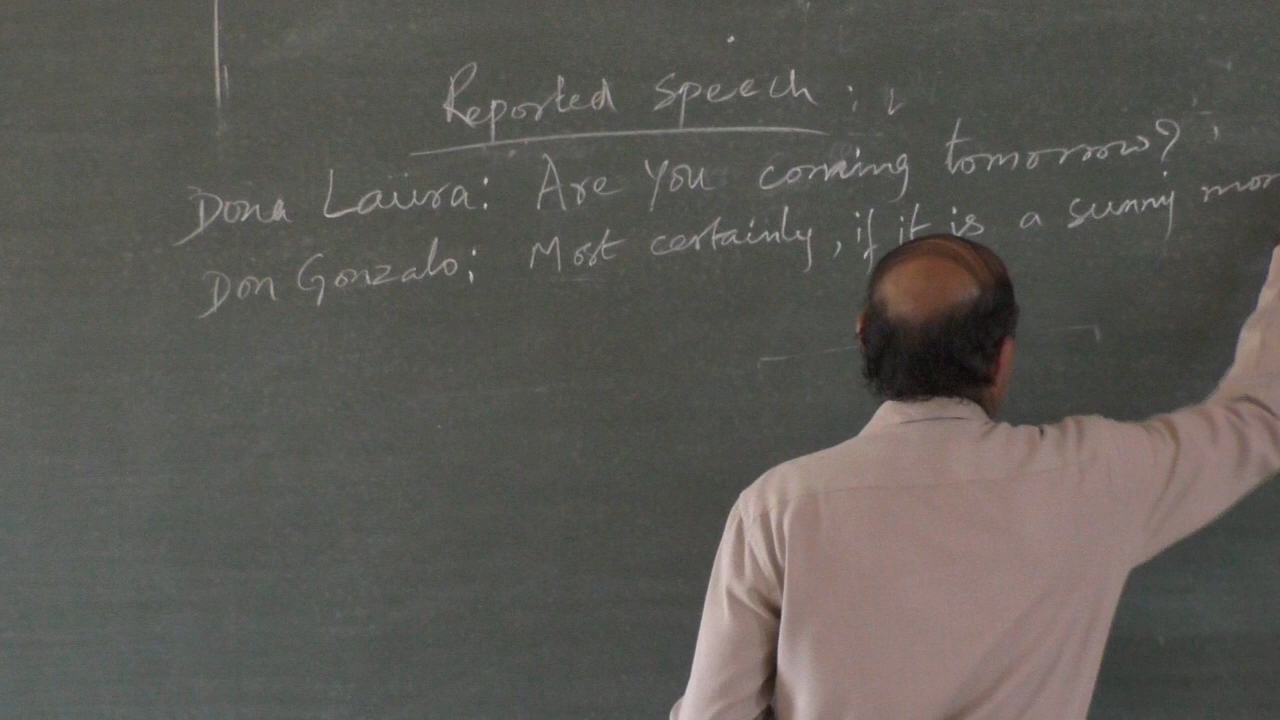 Reported speech :
Dona Laura: Are You coming tomorrow?
Don Gonzalo: Most certainly, if it is a sunny mor